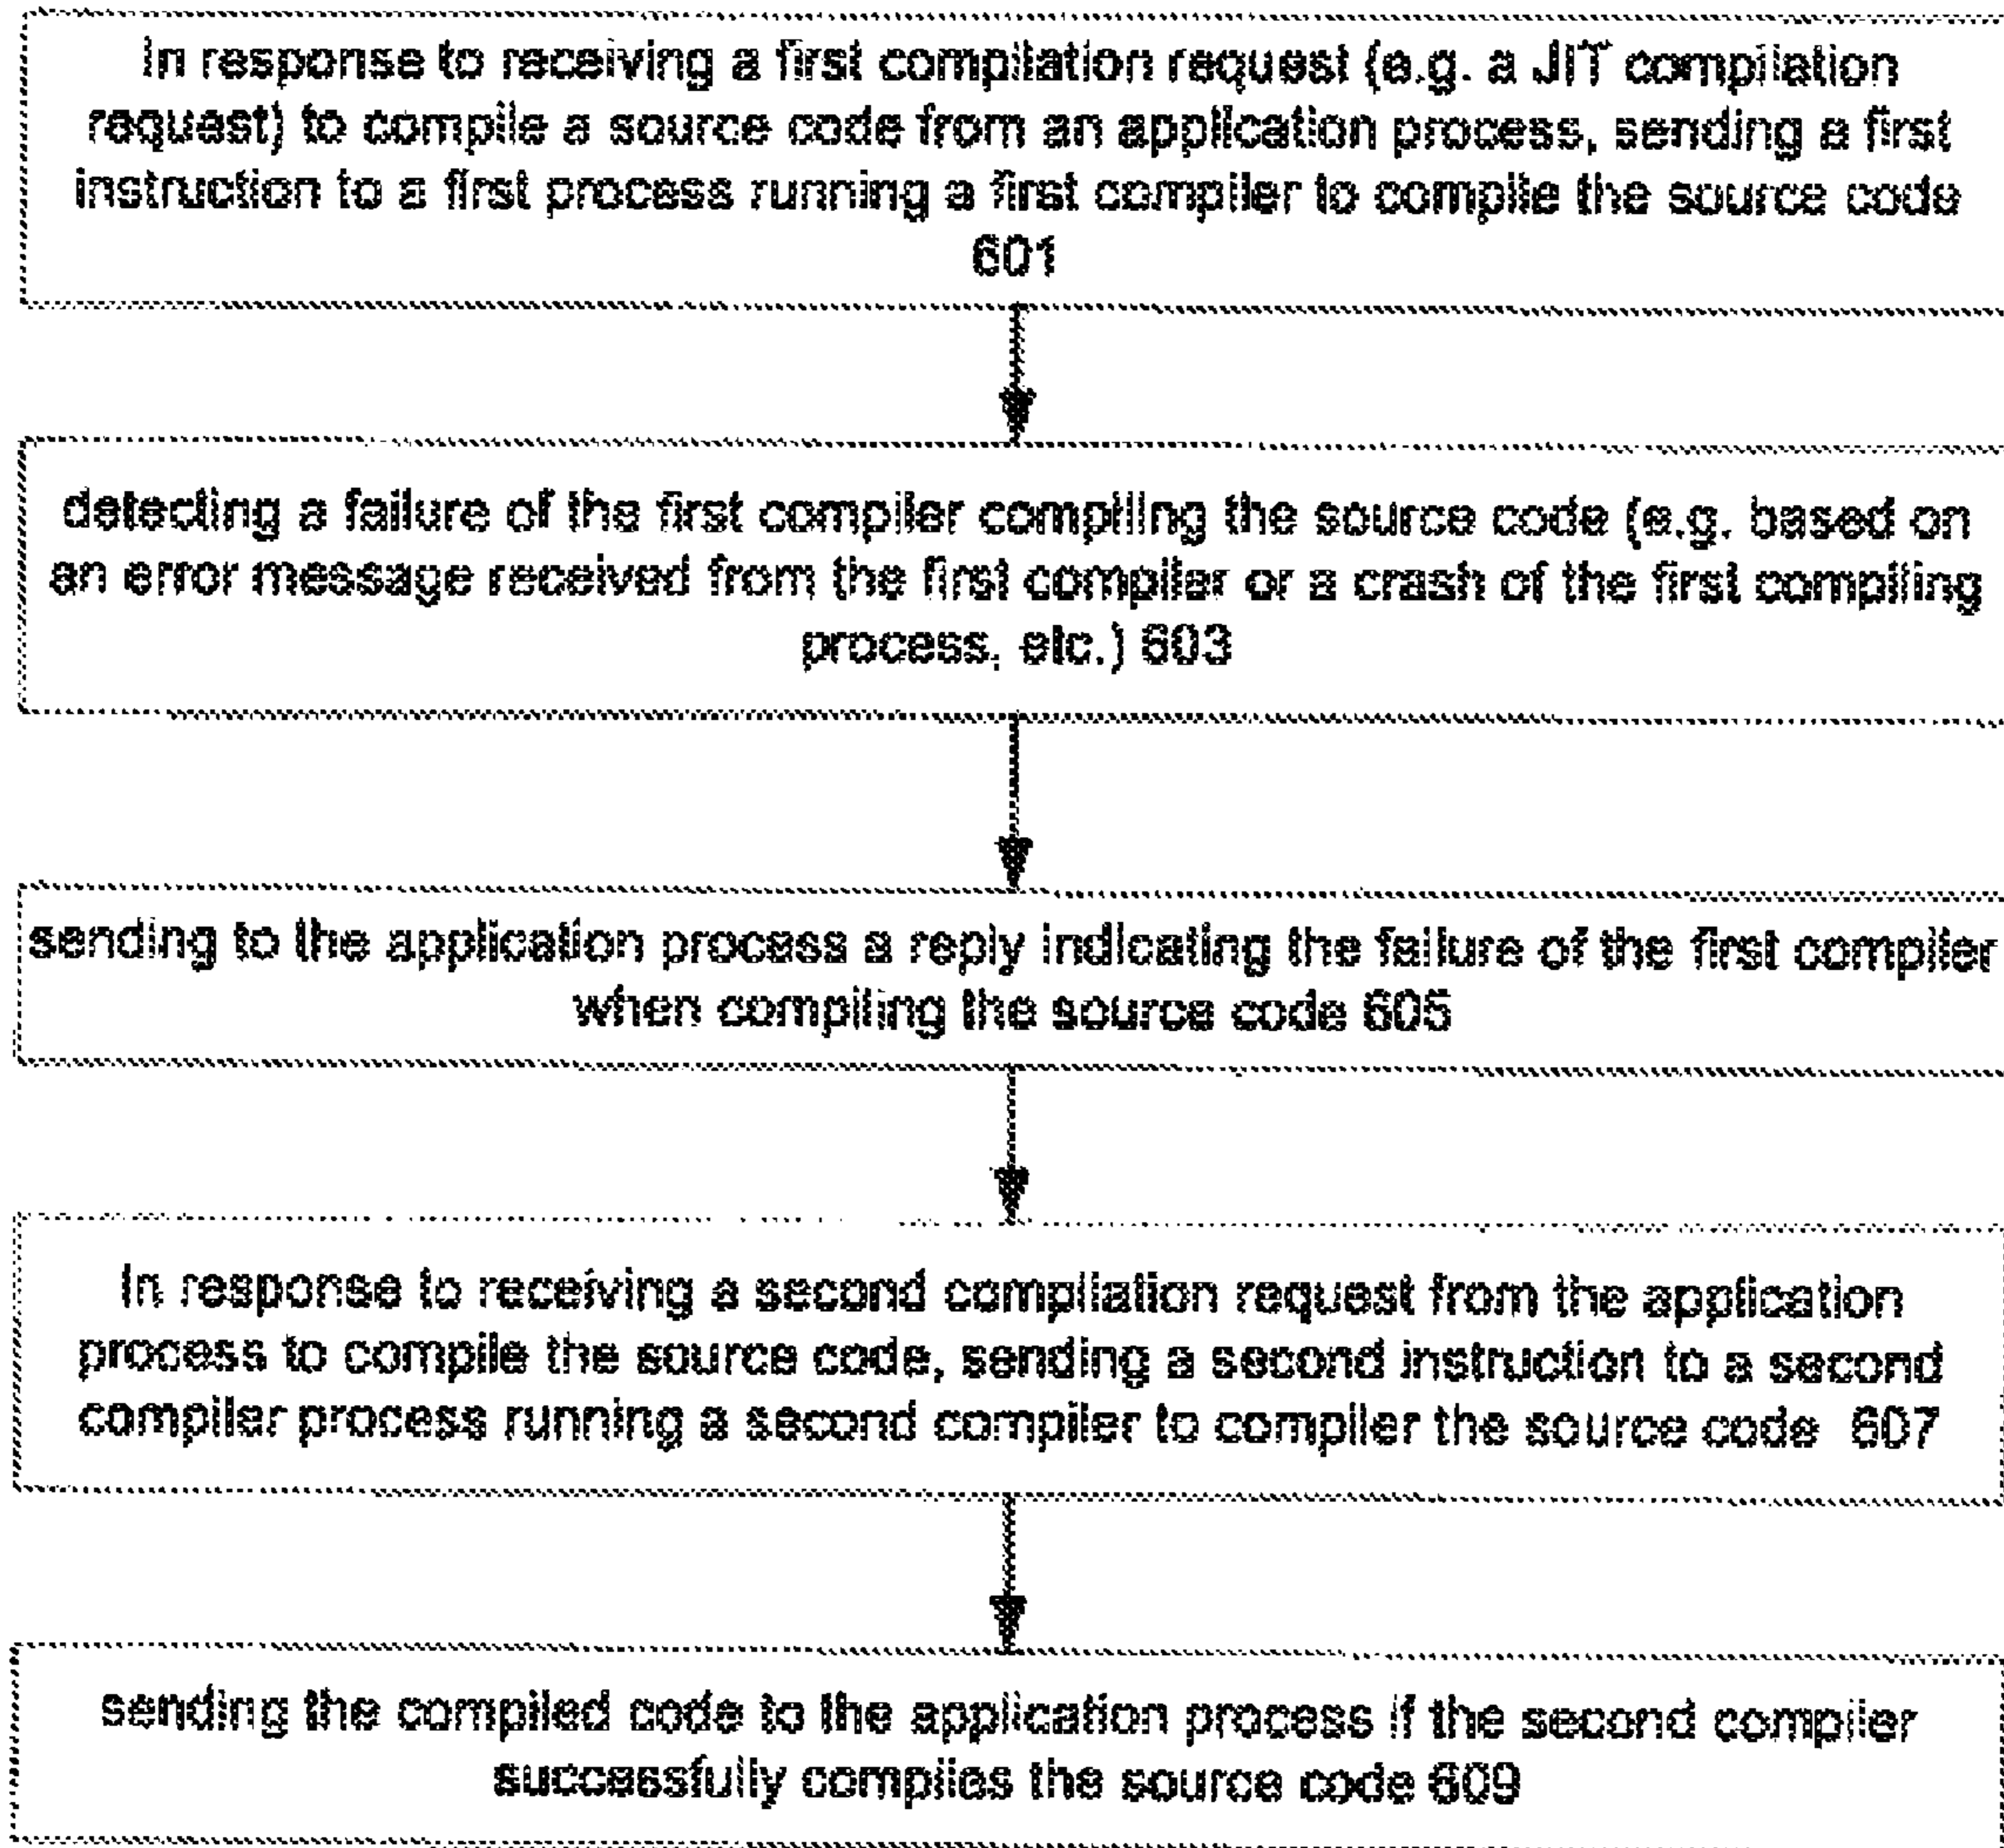 In response to receiving a first compilation request (e.g. a JIT compilation
request) to compile a source code from an application process, sending a first
instruction to a first process running a first compiler to compile the source code
601
detecting a failure of the first compiler compiling the source code (e.g. based on
an error message received from the first compiler or a crash of the first compiling
process, etc.) 603
sending to the application process a reply indicating the failure of the first compiler
when compiling the source code 605
In response to receiving a second compilation request from the application
process to compile the source code, sending a second instruction to a second
compiler process running a second compiler to compiler the source code 607
sending the compiled code to the application process if the second compiler
successfully compiles the source code 609